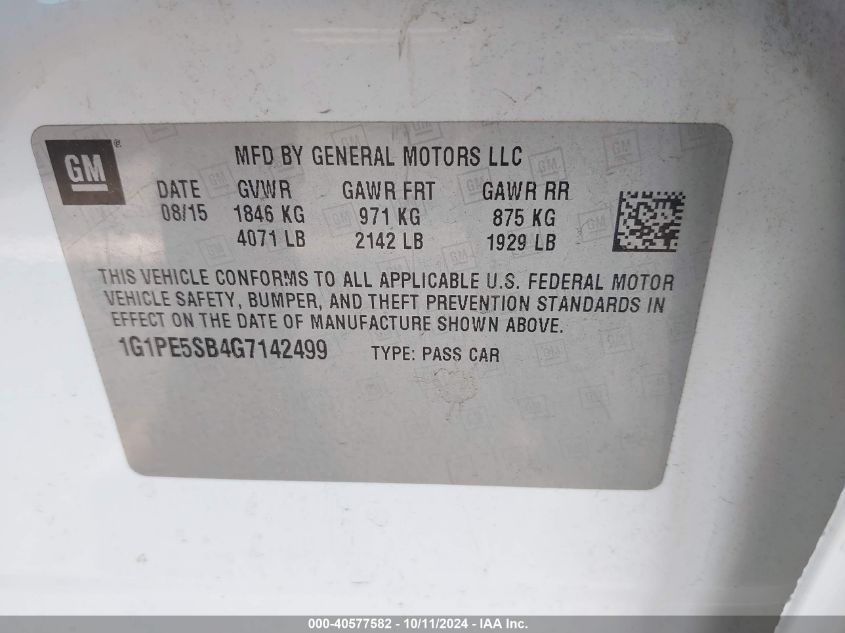 GM®
MFD BY GENERAL MOTORS LLC
DATE GVWR GAWR FRT GAWR RR
08/15 1846 KG 971 KG 875 KG
4071 LB 2142 LB 1929 LB
THIS VEHICLE CONFORMS TO ALL APPLICABLE U.S. FEDERAL MOTOR
VEHICLE SAFETY, BUMPER, AND THEFT PREVENTION STANDARDS IN
EFFECT ON THE DATE OF MANUFACTURE SHOWN ABOVE.
1G1PE5SB4G7142499 TYPE: PASS CAR
000-40577582 - 10/11/2024 - IAA Inc.